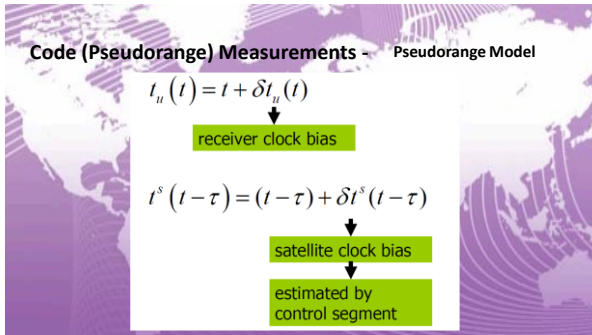 Code (Pseudorange) Measurements - Pseudorange Model
t_u(t) = t + δt_u(t)
receiver clock bias
t^s(t − τ) = (t − τ) + δt^s(t − τ)
satellite clock bias
estimated by
control segment